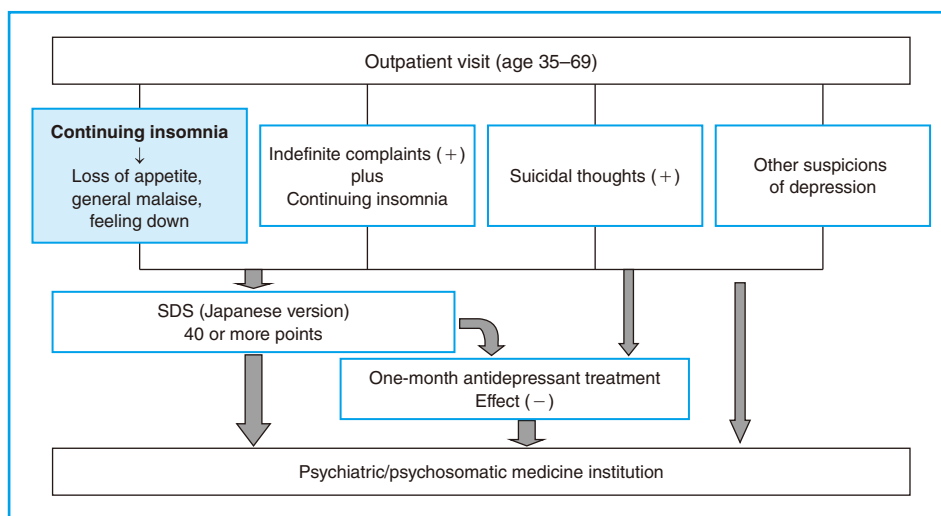 Outpatient visit (age 35–69)
Continuing insomnia
↓
Loss of appetite,
general malaise,
feeling down
Indefinite complaints (+)
plus
Continuing insomnia
Suicidal thoughts (+)
Other suspicions
of depression
SDS (Japanese version)
40 or more points
One-month antidepressant treatment
Effect (−)
Psychiatric/psychosomatic medicine institution